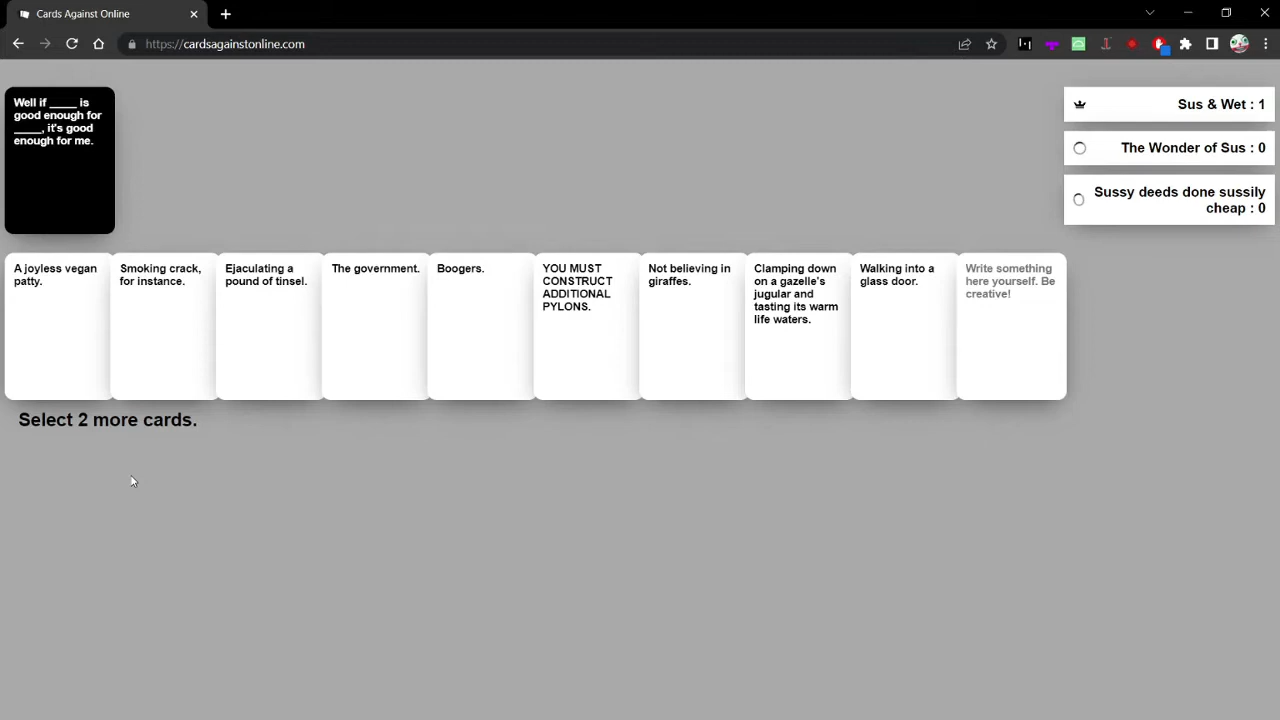 Cards Against Online
https://cardsagainstonline.com
Well if _____ is
good enough for
_____, it's good
enough for me.
Sus & Wet : 1
The Wonder of Sus : 0
Sussy deeds done sussily
cheap : 0
A joyless vegan
patty.
Smoking crack,
for instance.
Ejaculating a
pound of tinsel.
The government.
Boogers.
YOU MUST
CONSTRUCT
ADDITIONAL
PYLONS.
Not believing in
giraffes.
Clamping down
on a gazelle's
jugular and
tasting its warm
life waters.
Walking into a
glass door.
Write something
here yourself. Be
creative!
Select 2 more cards.